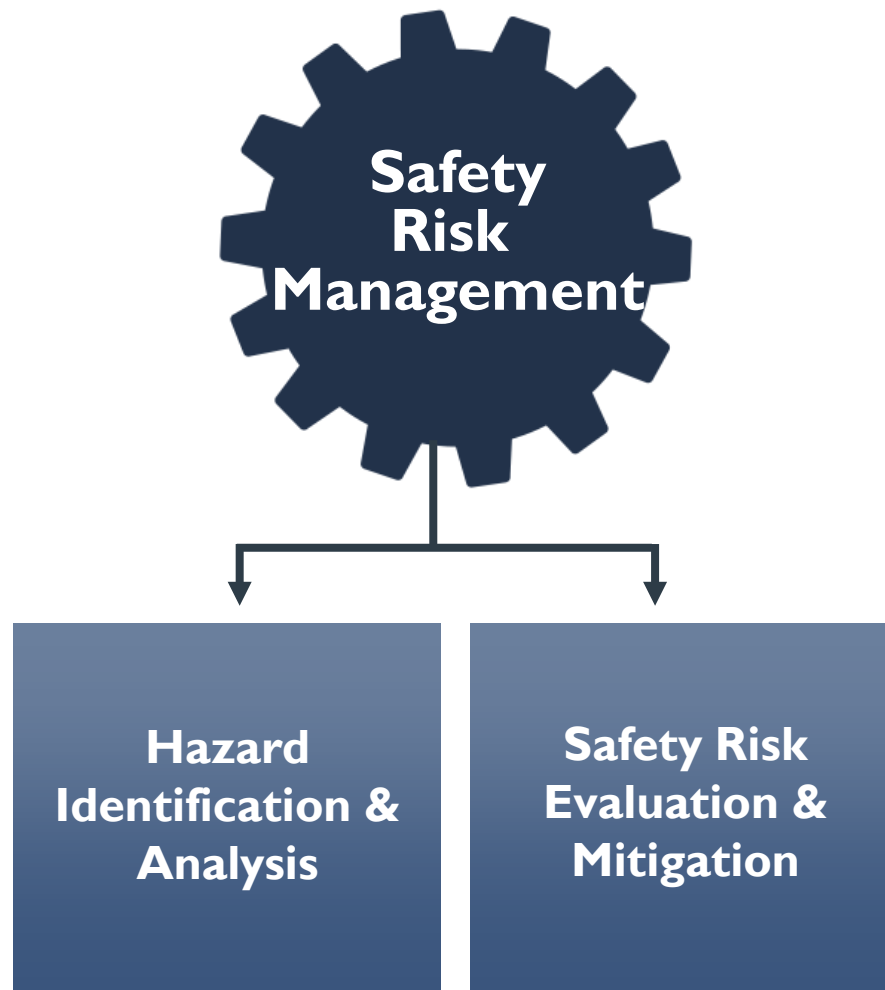 Safety
Risk
Management
Hazard
Identification &
Analysis
Safety Risk
Evaluation &
Mitigation